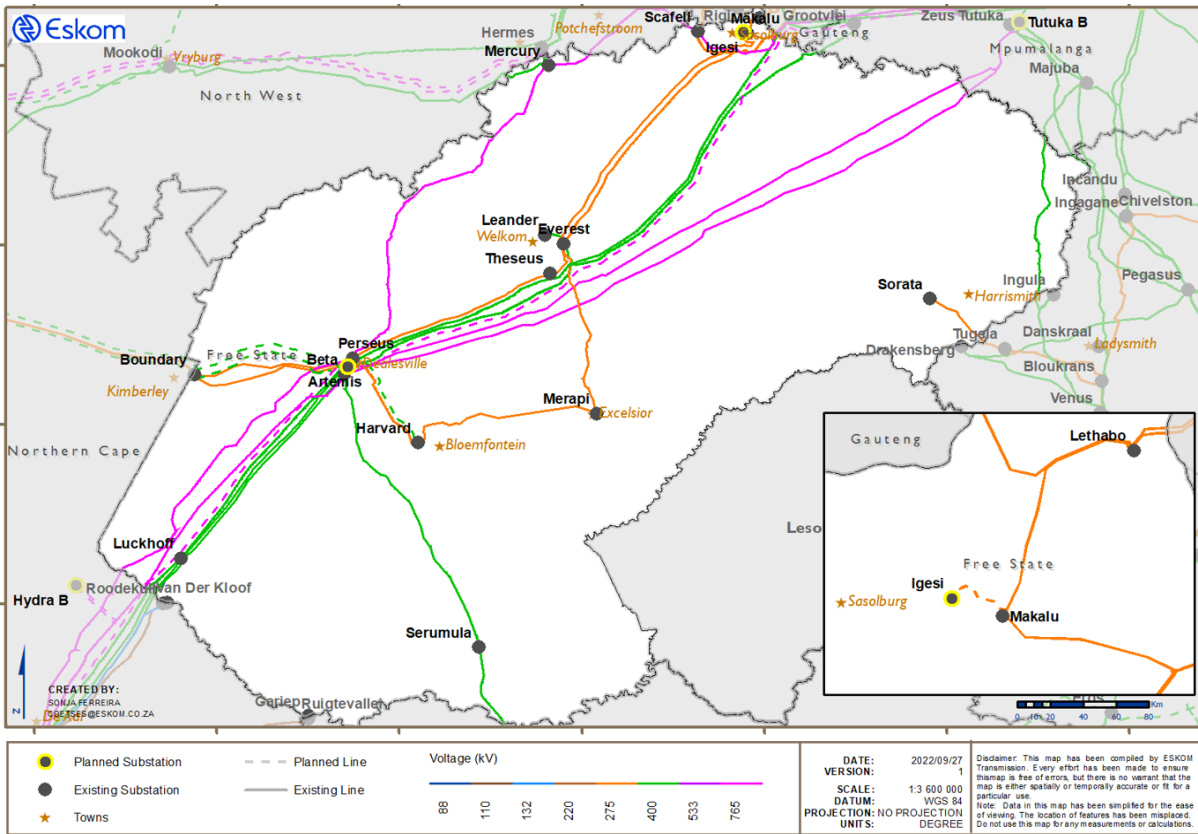 Eskom
Scafell
Makalu
Grootvlei
Zeus Tutuka
Tutuka B
Potchefstroom
Hermes
Mercury
Igesi
Gauteng
Mpumalanga
Majuba
Mookodi
Vryburg
North West
Incandu
Ingagane
Chivelston
Leander
Everest
Welkom
Theseus
Pegasus
Sorata
Harrismith
Ingula
Tugela
Danskraal
Ladysmith
Drakensberg
Bloukrans
Venus
Boundary
Free State
Perseus
Beta
Artemis
Kimberley
Merapi
Excelsior
Harvard
Bloemfontein
Northern Cape
Luckhoff
Van Der Kloof
Hydra B
Serumula
Ruigtevallei
Gauteng
Lethabo
Free State
Igesi
Sasolburg
Makalu
N
CREATED BY:
SONJA FERREIRA
0 10 20 40 60 80 Km
Planned Substation
Existing Substation
Towns
Planned Line
Existing Line
Voltage (kV)
88 110 132 220 275 400 533 765
DATE: 2022/09/27
VERSION: 1
SCALE: 1:3 600 000
DATUM: WGS 84
PROJECTION: NO PROJECTION
UNITS: DEGREE
Disclaimer: This map has been compiled by ESKOM
Transmission. Every effort has been made to ensure
thismap is free of errors, but there is no warrant that the
map is either spatially or temporally accurate or fit for a
particular use.
Note: Data in this map has been simplified for the ease
of viewing. The location of features has been misplaced.
Do not use this map for any measurements or calculations.